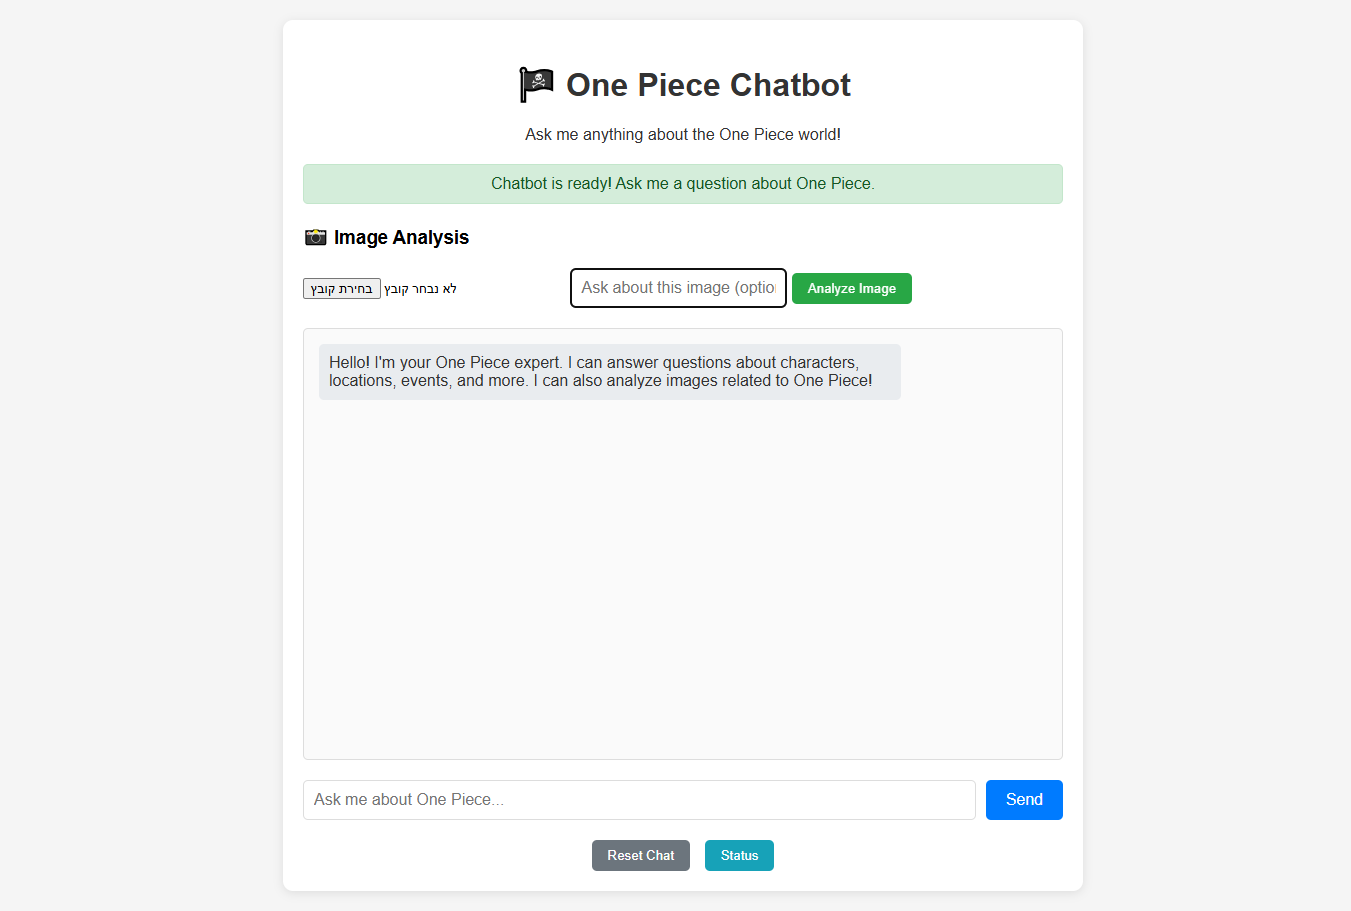 One Piece Chatbot
Ask me anything about the One Piece world!
Chatbot is ready! Ask me a question about One Piece.
Image Analysis
בחירת קובץ לא נבחר קובץ
Ask about this image (optio
Analyze Image
Hello! I'm your One Piece expert. I can answer questions about characters,
locations, events, and more. I can also analyze images related to One Piece!
Ask me about One Piece...
Send
Reset Chat
Status